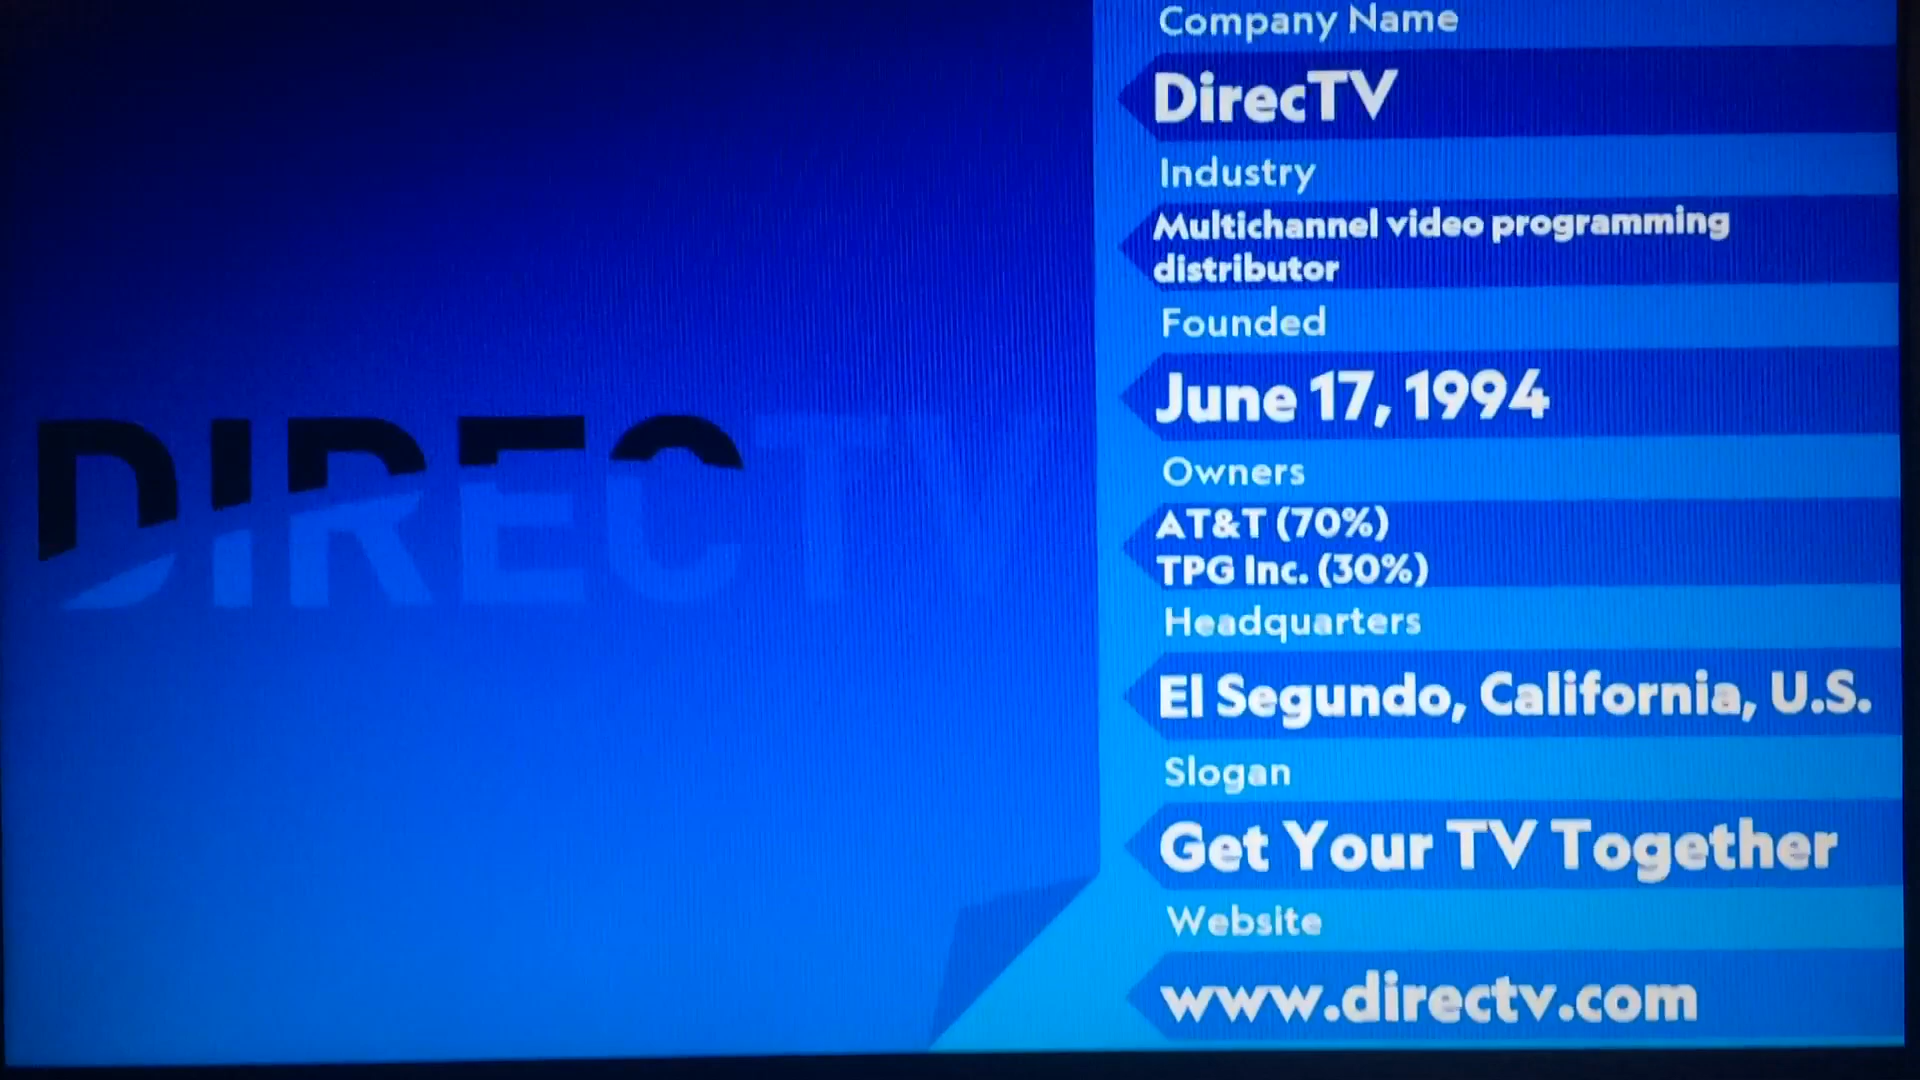 DIRECTV
Company Name
DirecTV
Industry
Multichannel video programming
distributor
Founded
June 17, 1994
Owners
AT&T (70%)
TPG Inc. (30%)
Headquarters
El Segundo, California, U.S.
Slogan
Get Your TV Together
Website
www.directv.com